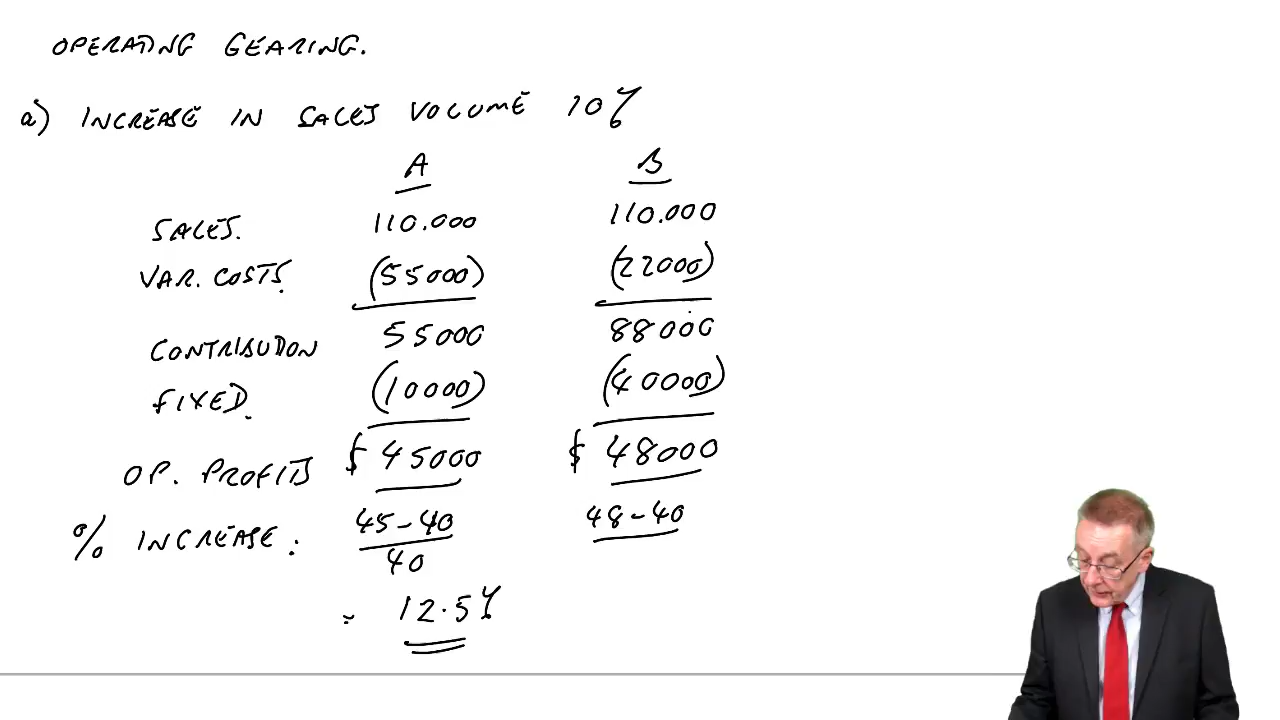 OPERATING GEARING.
a) INCREASE IN SALES VOLUME 10%
A B
SALES. 110.000 110.000
VAR. COSTS. (55000) (22000)
CONTRIBUTION 55000 88000
FIXED. (10000) (40000)
OP. PROFITS $ 45000 $ 48000
% INCREASE: 45-40 48-40
40
= 12.5%